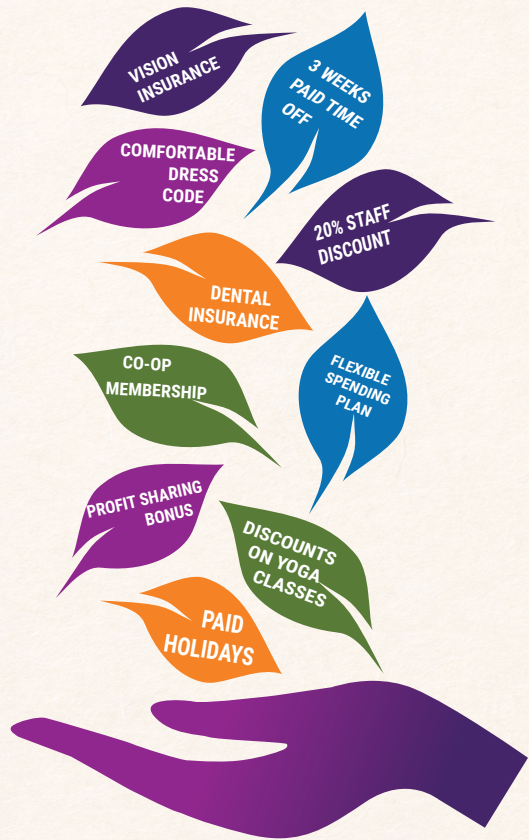 VISION
INSURANCE
3 WEEKS
PAID TIME
OFF
COMFORTABLE
DRESS
CODE
20% STAFF
DISCOUNT
DENTAL
INSURANCE
CO-OP
MEMBERSHIP
FLEXIBLE
SPENDING
PLAN
PROFIT SHARING
BONUS
DISCOUNTS
ON YOGA
CLASSES
PAID
HOLIDAYS